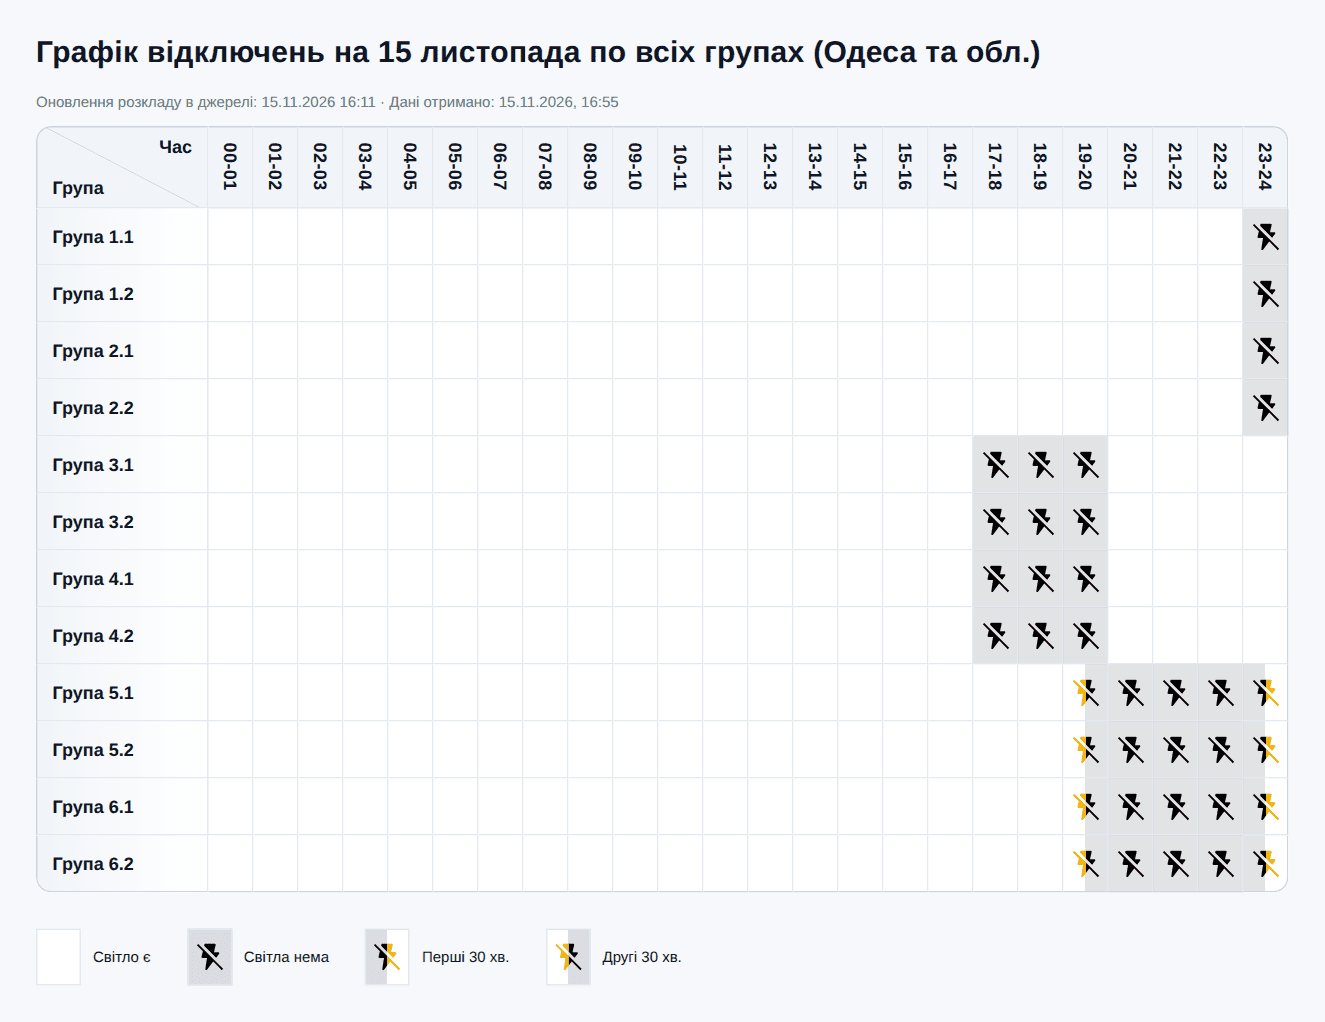 Графік відключень на 15 листопада по всіх групах (Одеса та обл.)
Оновлення розкладу в джерелі: 15.11.2026 16:11 · Дані отримано: 15.11.2026, 16:55
Час
Група
00-01 01-02 02-03 03-04 04-05 05-06 06-07 07-08 08-09 09-10 10-11 11-12 12-13 13-14 14-15 15-16 16-17 17-18 18-19 19-20 20-21 21-22 22-23 23-24
Група 1.1
Група 1.2
Група 2.1
Група 2.2
Група 3.1
Група 3.2
Група 4.1
Група 4.2
Група 5.1
Група 5.2
Група 6.1
Група 6.2
Світло є Світла нема Перші 30 хв. Другі 30 хв.